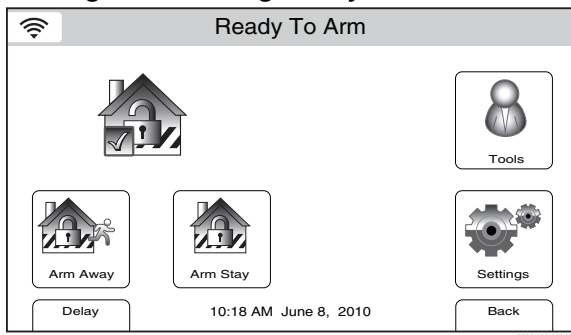 Ready To Arm
Tools
Arm Away
Arm Stay
Settings
Delay
10:18 AM June 8, 2010
Back